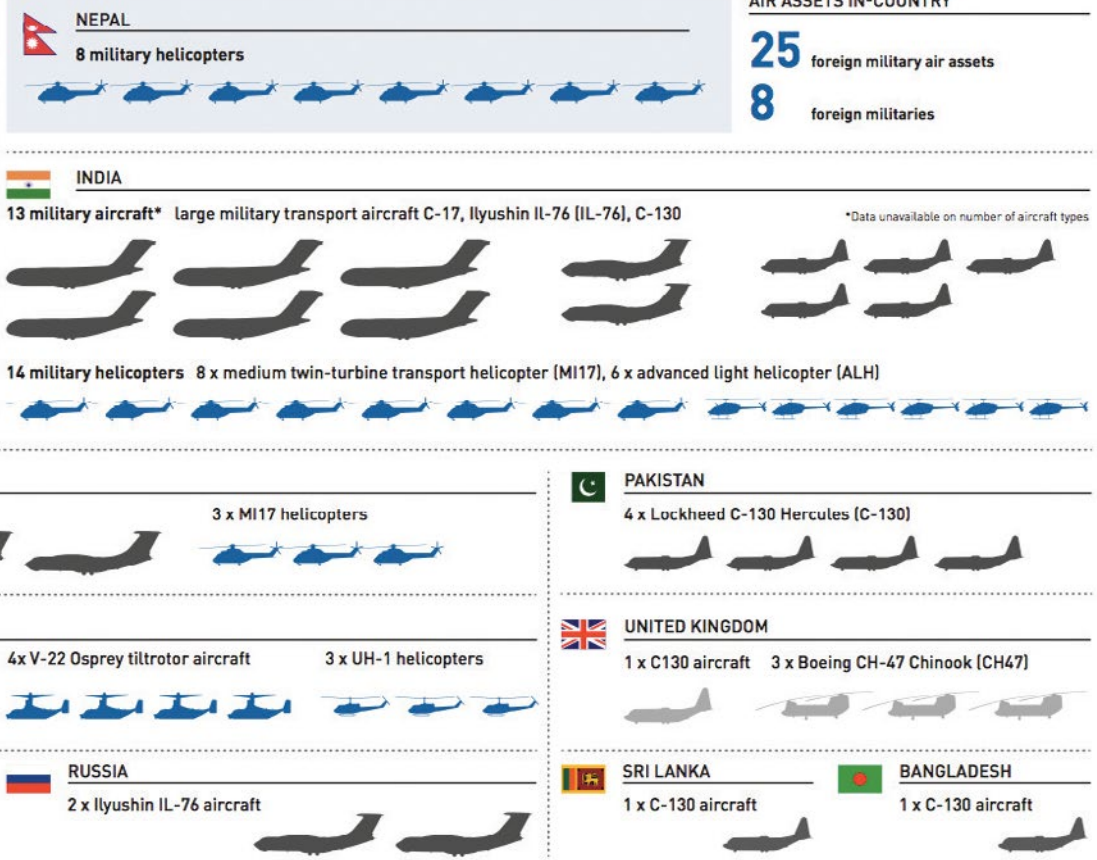 NEPAL
8 military helicopters
AIR ASSETS IN-COUNTRY
25 foreign military air assets
8 foreign militaries
INDIA
13 military aircraft* large military transport aircraft C-17, Ilyushin Il-76 (IL-76), C-130
*Data unavailable on number of aircraft types
14 military helicopters 8 x medium twin-turbine transport helicopter (MI17), 6 x advanced light helicopter (ALH)
3 x MI17 helicopters
PAKISTAN
4 x Lockheed C-130 Hercules (C-130)
4x V-22 Osprey tiltrotor aircraft
3 x UH-1 helicopters
UNITED KINGDOM
1 x C130 aircraft 3 x Boeing CH-47 Chinook (CH47)
RUSSIA
2 x Ilyushin IL-76 aircraft
SRI LANKA
1 x C-130 aircraft
BANGLADESH
1 x C-130 aircraft